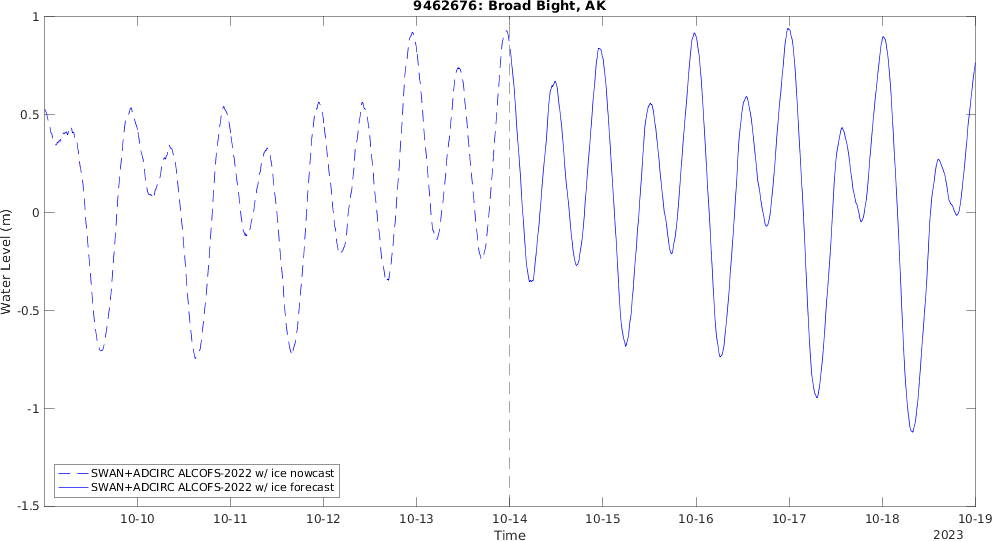 9462676: Broad Bight, AK
1
0.5
0
-0.5
-1
-1.5
Water Level (m)
SWAN+ADCIRC ALCOFS-2022 w/ ice nowcast
SWAN+ADCIRC ALCOFS-2022 w/ ice forecast
10-10 10-11 10-12 10-13 10-14 10-15 10-16 10-17 10-18 10-19
Time
2023